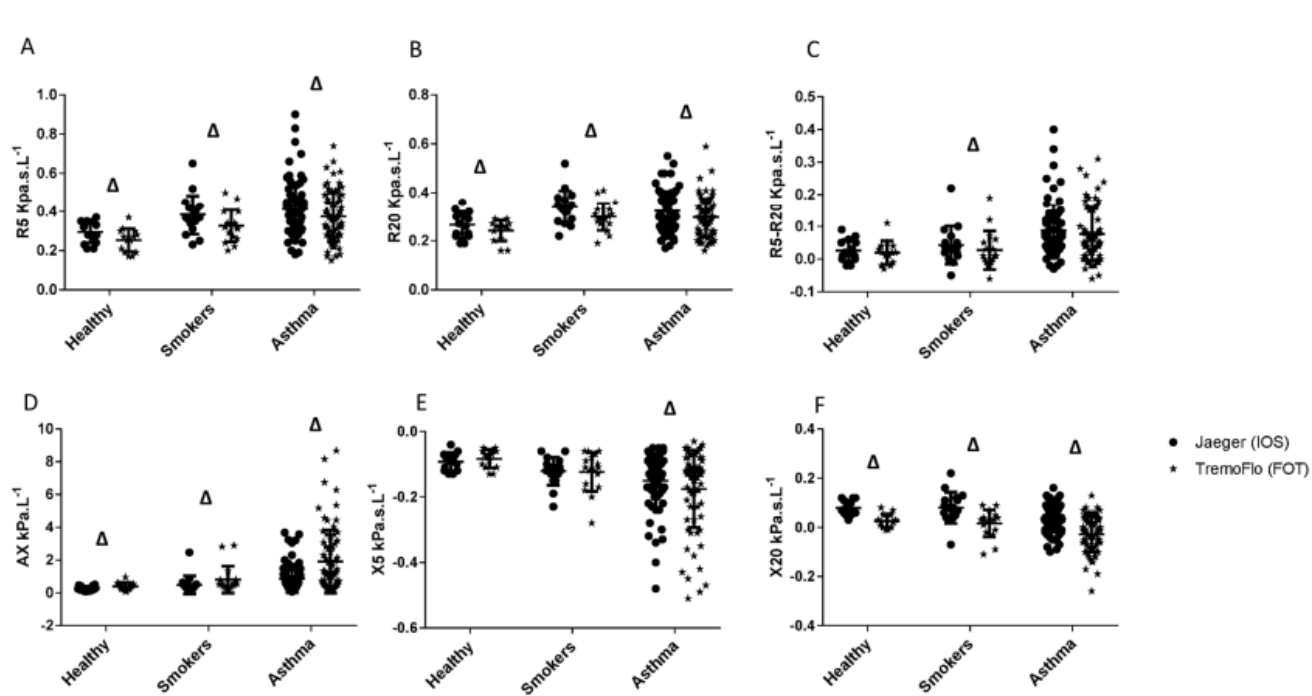 A
R5 Kpa.s.L-1
1.0
0.8
0.6
0.4
0.2
0.0
Δ
Δ
Δ
Healthy
Smokers
Asthma
B
R20 Kpa.s.L-1
0.8
0.6
0.4
0.2
0.0
Δ
Δ
Δ
Healthy
Smokers
Asthma
C
R5-R20 Kpa.s.L-1
0.5
0.4
0.3
0.2
0.1
0.0
-0.1
Δ
Healthy
Smokers
Asthma
D
AX kPa.L-1
10
8
6
4
2
0
-2
Δ
Δ
Δ
Healthy
Smokers
Asthma
E
X5 kPa.s.L-1
0.0
-0.2
-0.4
-0.6
Δ
Healthy
Smokers
Asthma
F
X20 kPa.s.L-1
0.4
0.2
0.0
-0.2
-0.4
Δ
Δ
Δ
Healthy
Smokers
Asthma
Jaeger (IOS)
TremoFlo (FOT)